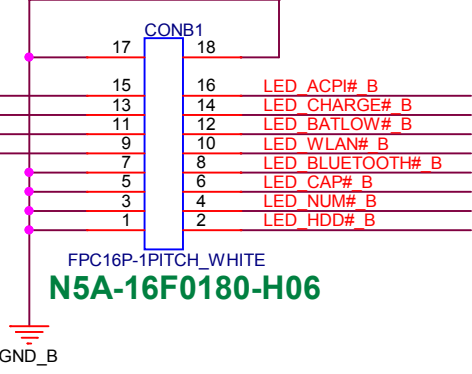 CONB1
17 18
15 16 LED_ACPI#_B
13 14 LED_CHARGE#_B
11 12 LED_BATLOW#_B
9 10 LED_WLAN#_B
7 8 LED_BLUETOOTH#_B
5 6 LED_CAP#_B
3 4 LED_NUM#_B
1 2 LED_HDD#_B
FPC16P-1PITCH_WHITE
N5A-16F0180-H06
GND_B